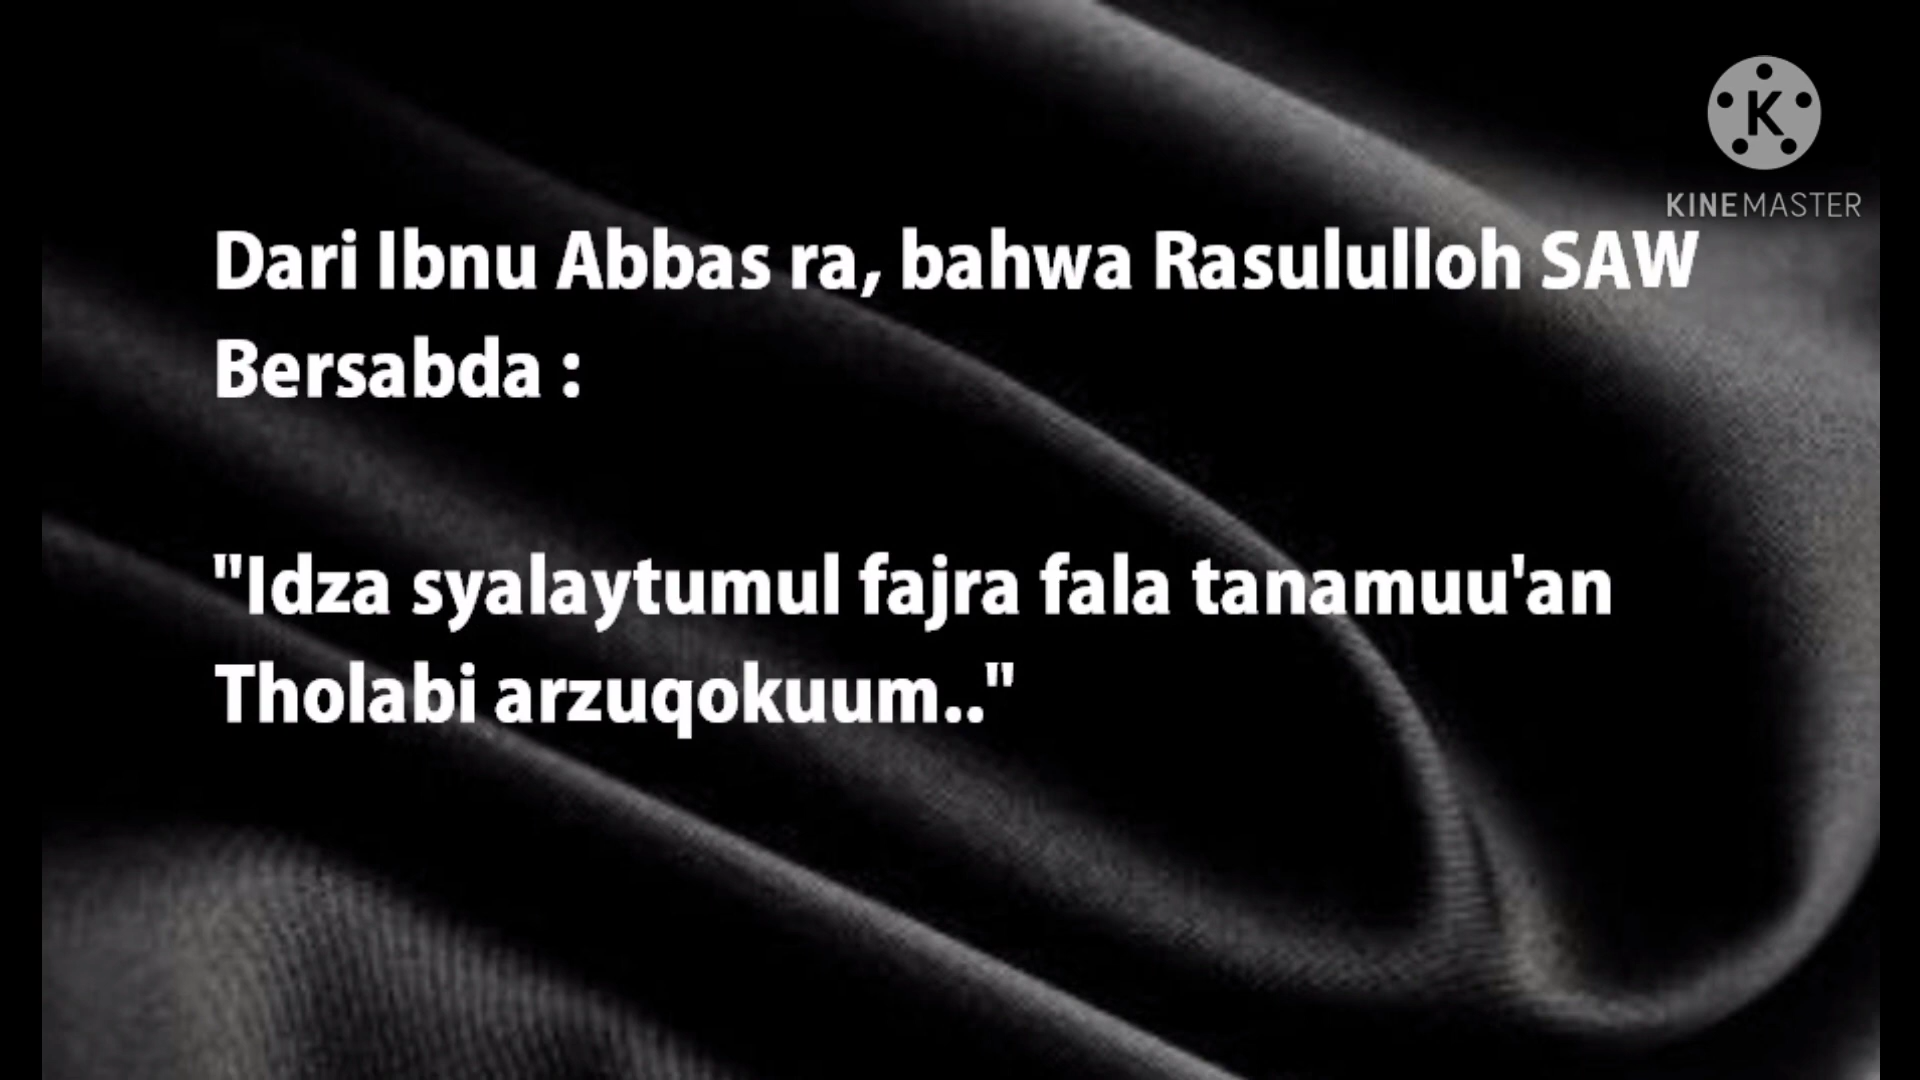 K
KINEMASTER
Dari Ibnu Abbas ra, bahwa Rasululloh SAW
Bersabda :
"Idza syalaytumul fajra fala tanamuu'an
Tholabi arzuqokuum.."